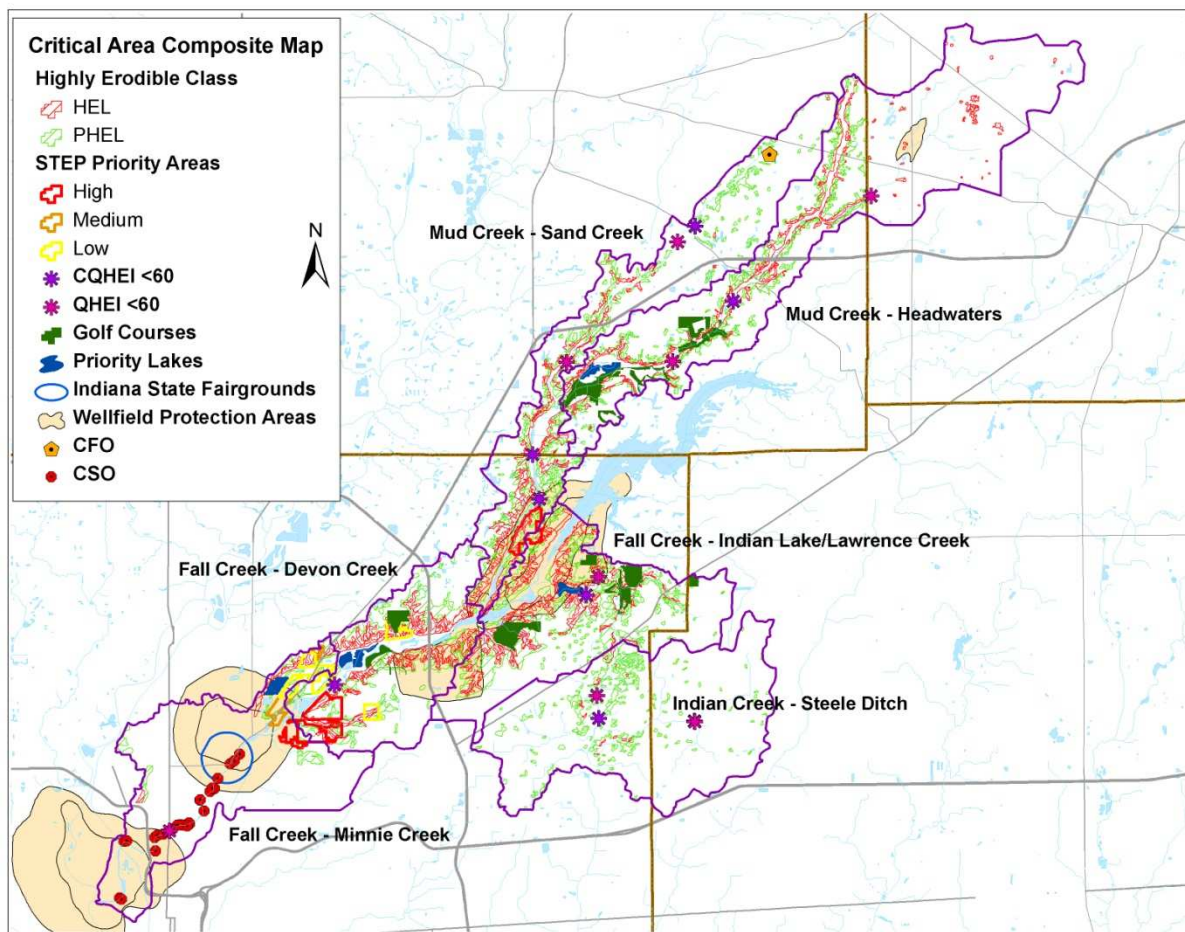 Critical Area Composite Map
Highly Erodible Class
HEL
PHEL
STEP Priority Areas
High
Medium
Low
CQHEI <60
QHEI <60
Golf Courses
Priority Lakes
Indiana State Fairgrounds
Wellfield Protection Areas
CFO
CSO
N
Mud Creek - Sand Creek
Mud Creek - Headwaters
Fall Creek - Indian Lake/Lawrence Creek
Fall Creek - Devon Creek
Indian Creek - Steele Ditch
Fall Creek - Minnie Creek